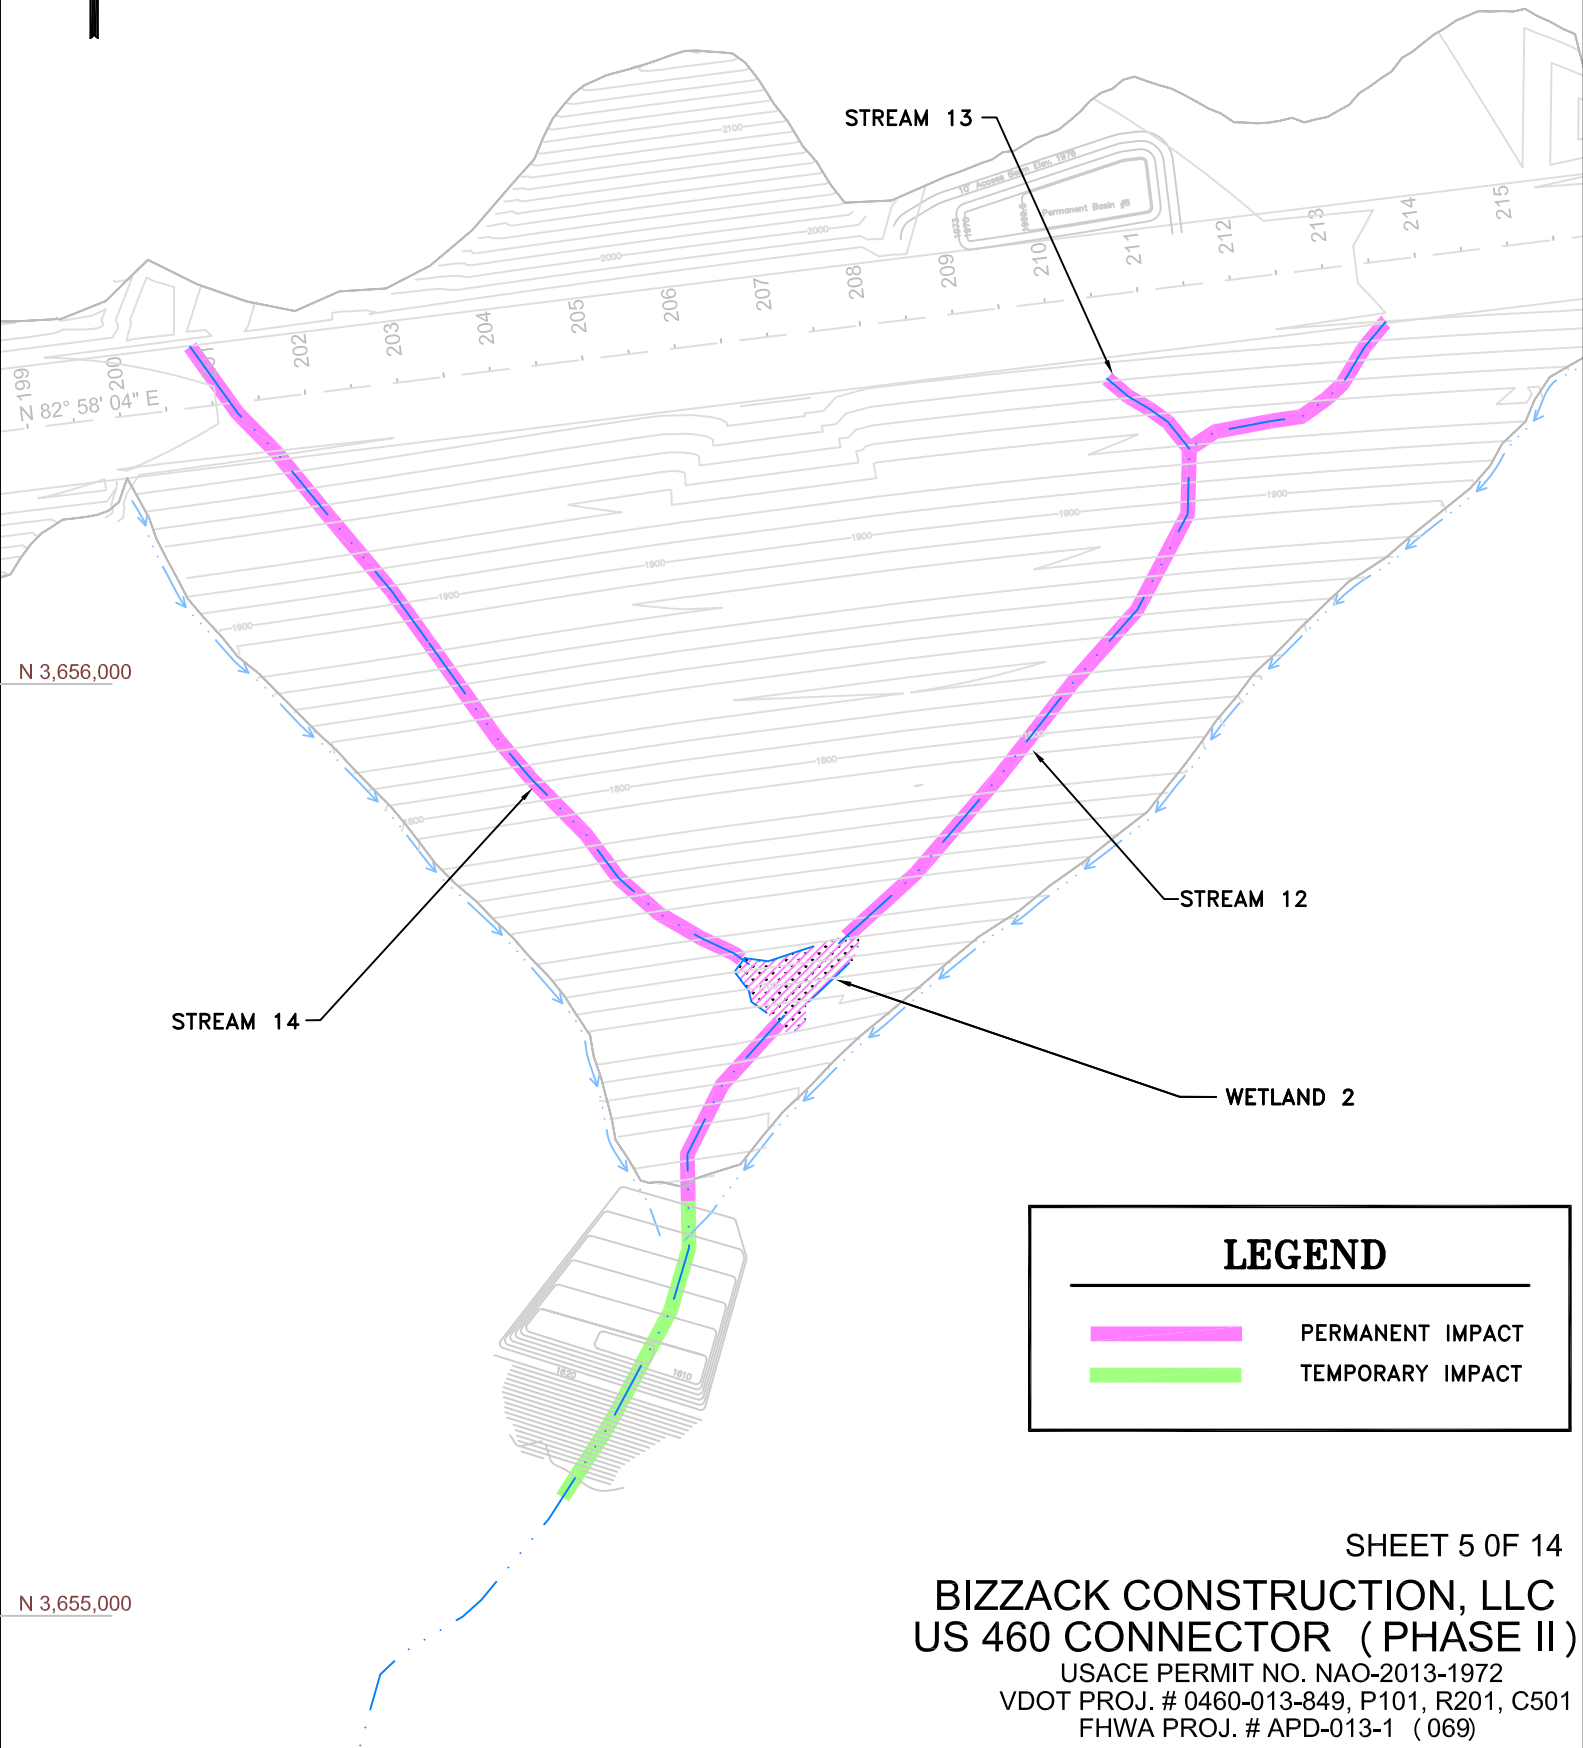 2100
STREAM 13
10' Access Berm Elev. 1976
Permanent Basin #6
1973
1970
2000
2000
199
200
202
203
204
205
206
207
208
209
210
211
212
213
214
215
N 82° 58' 04" E
1900
1900
1900
1900
1900
1900
N 3,656,000
1800
1800
1800
STREAM 12
STREAM 14
WETLAND 2
LEGEND
PERMANENT IMPACT
TEMPORARY IMPACT
1620
1610
SHEET 5 0F 14
N 3,655,000
BIZZACK CONSTRUCTION, LLC
US 460 CONNECTOR ( PHASE II )
USACE PERMIT NO. NAO-2013-1972
VDOT PROJ. # 0460-013-849, P101, R201, C501
FHWA PROJ. # APD-013-1 ( 069)